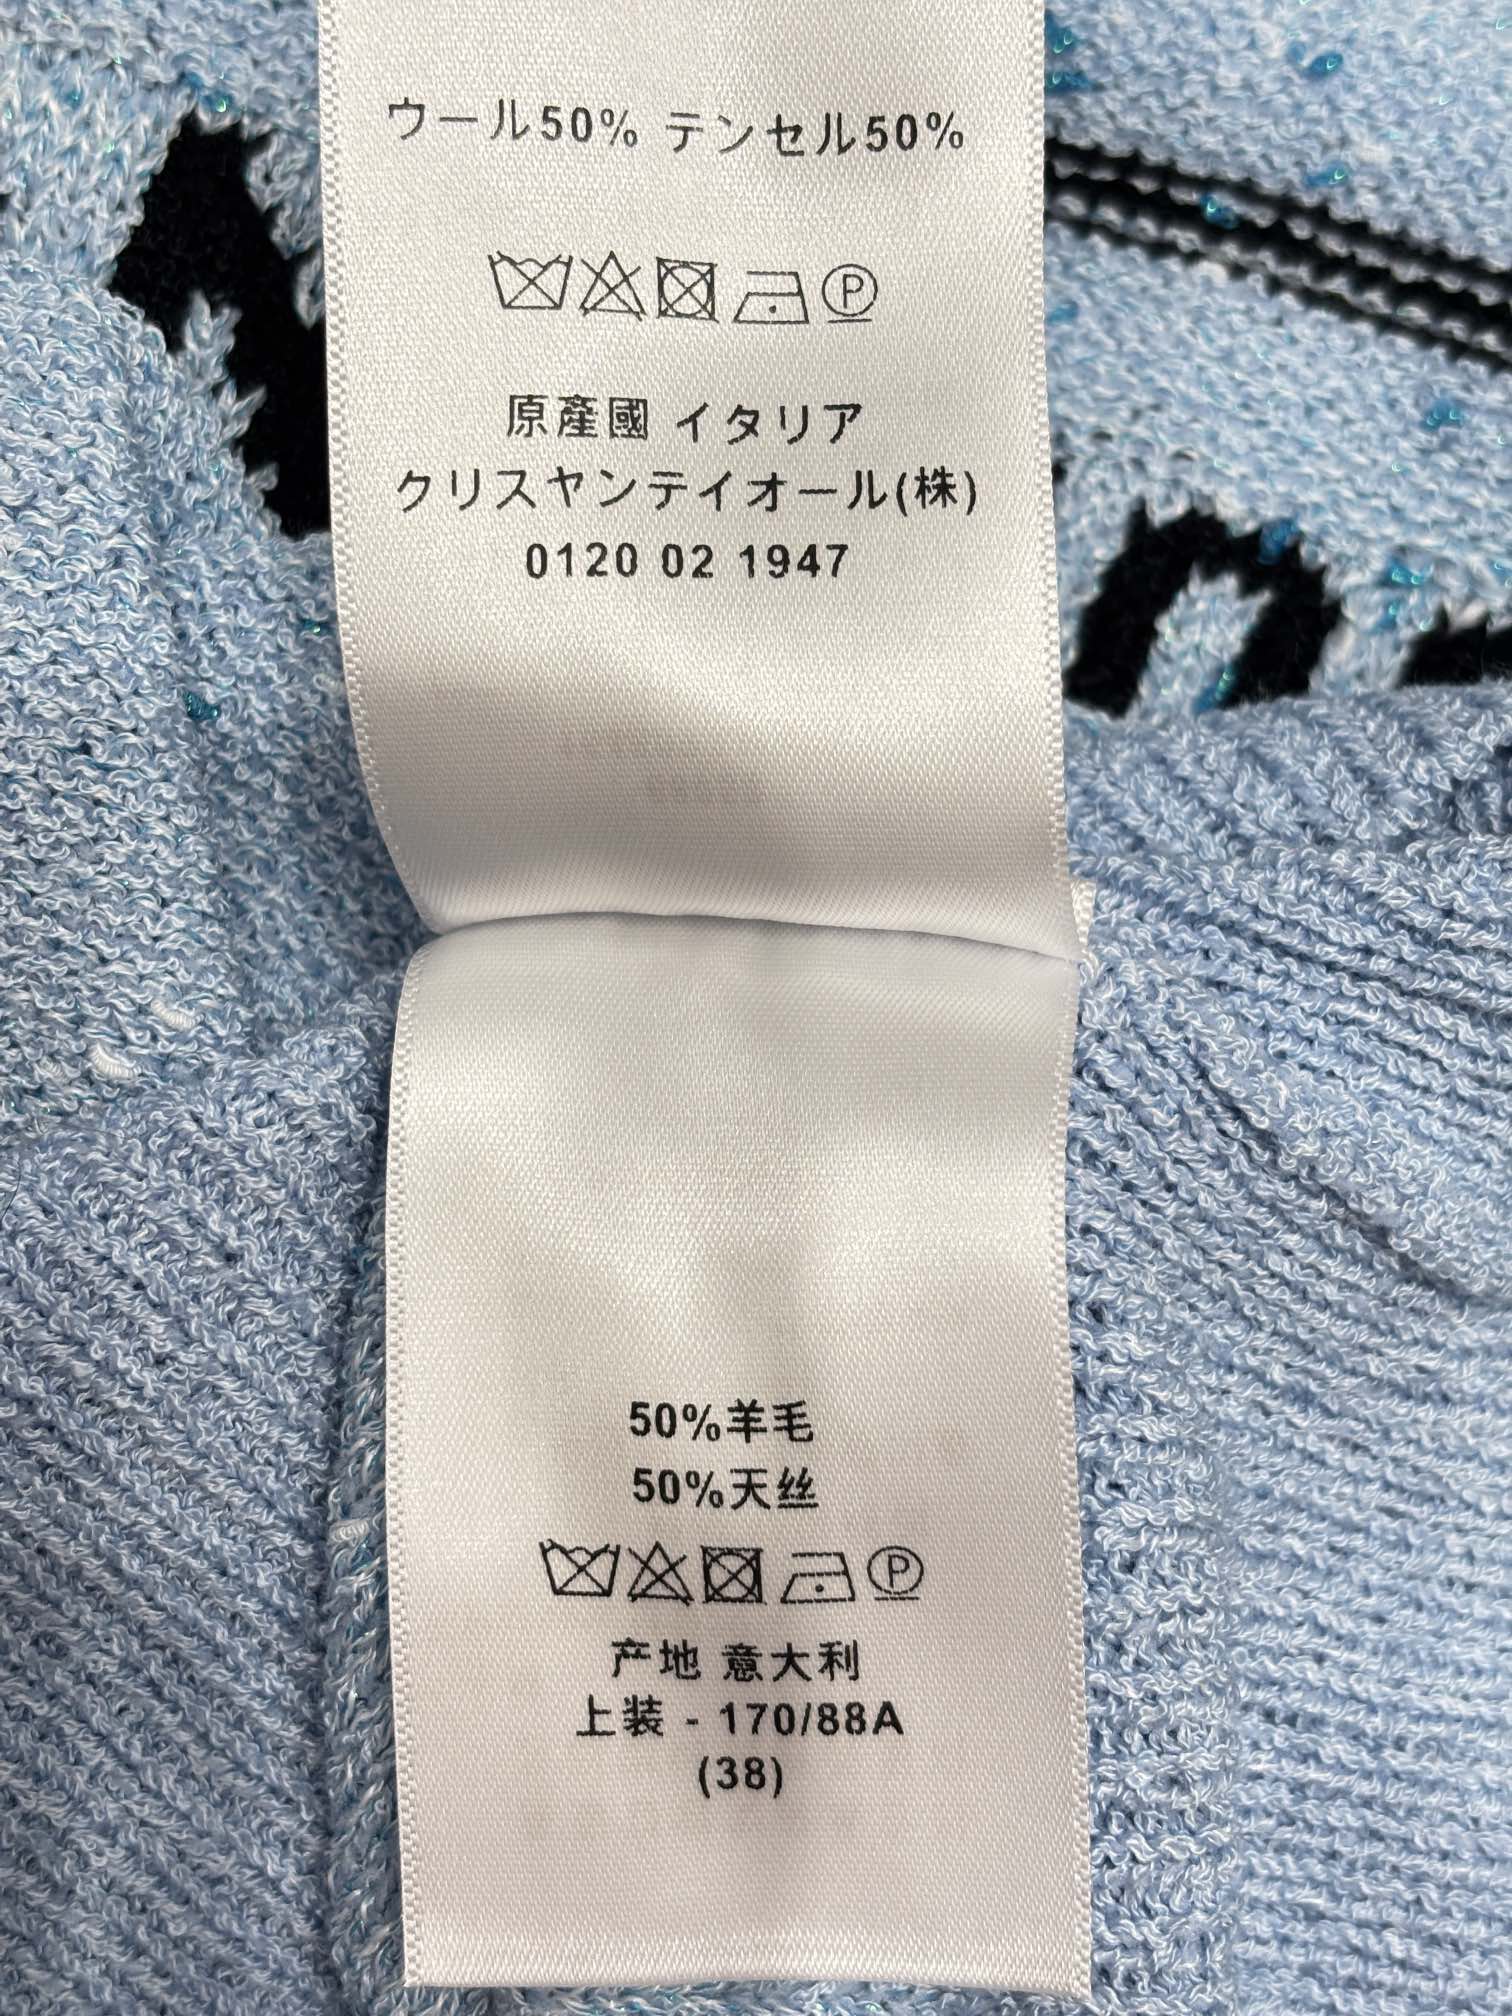 ウール50% テンセル50%
P
原產國 イタリア
クリスヤンテイオール(株)
0120 02 1947
50%羊毛
50%天丝
P
产地 意大利
上装 - 170/88A
(38)